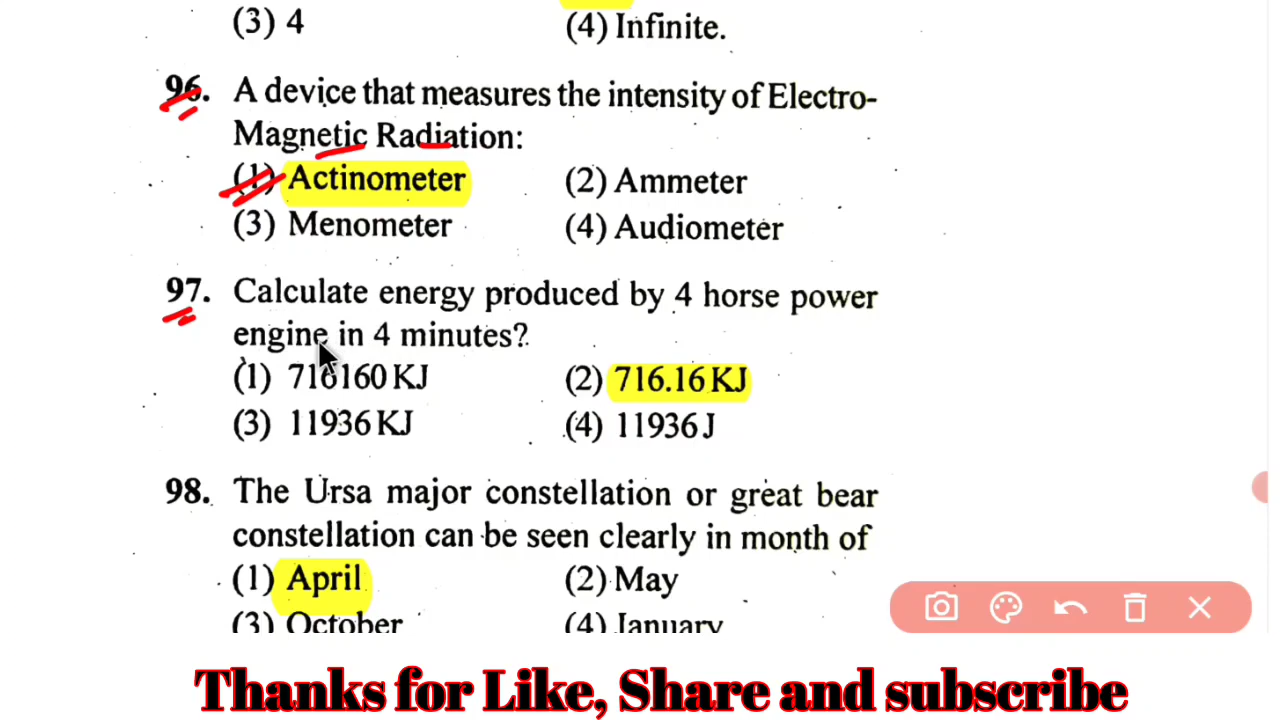 (3) 4 (4) Infinite.
96. A device that measures the intensity of Electro-
Magnetic Radiation:
(1) Actinometer (2) Ammeter
(3) Menometer (4) Audiometer
97. Calculate energy produced by 4 horse power
engine in 4 minutes?
(1) 716160 KJ (2) 716.16 KJ
(3) 11936 KJ (4) 11936 J
98. The Ursa major constellation or great bear
constellation can be seen clearly in month of
(1) April (2) May
(3) October (4) January
Thanks for Like, Share and subscribe